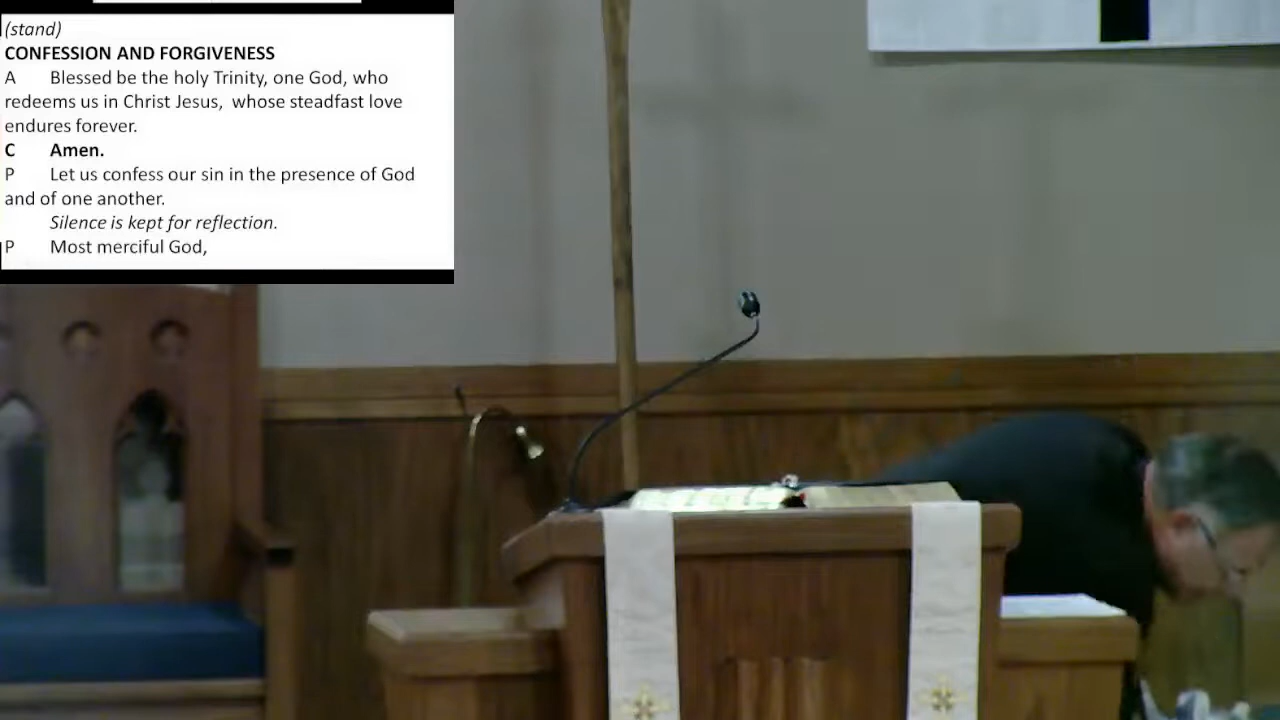 (stand)
CONFESSION AND FORGIVENESS
A Blessed be the holy Trinity, one God, who
redeems us in Christ Jesus, whose steadfast love
endures forever.
C Amen.
P Let us confess our sin in the presence of God
and of one another.
Silence is kept for reflection.
P Most merciful God,